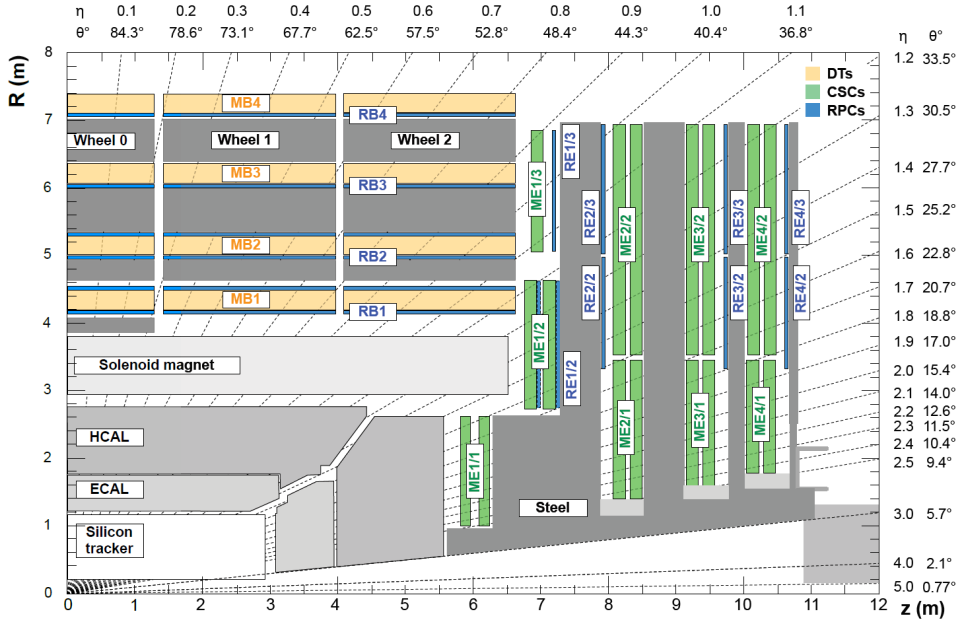 η 0.1 0.2 0.3 0.4 0.5 0.6 0.7 0.8 0.9 1.0 1.1
θ° 84.3° 78.6° 73.1° 67.7° 62.5° 57.5° 52.8° 48.4° 44.3° 40.4° 36.8°
η θ°
R (m)
8
7
6
5
4
3
2
1
0
1.2 33.5°
1.3 30.5°
1.4 27.7°
1.5 25.2°
1.6 22.8°
1.7 20.7°
1.8 18.8°
1.9 17.0°
2.0 15.4°
2.1 14.0°
2.2 12.6°
2.3 11.5°
2.4 10.4°
2.5 9.4°
3.0 5.7°
4.0 2.1°
5.0 0.77°
DTs
CSCs
RPCs
MB4
RB4
Wheel 0
Wheel 1
Wheel 2
MB3
RB3
MB2
RB2
MB1
RB1
Solenoid magnet
HCAL
ECAL
Silicon
tracker
Steel
ME1/3
RE1/3
ME1/2
RE1/2
ME1/1
RE2/3
RE2/2
ME2/2
ME2/1
ME3/2
ME3/1
RE3/3
RE3/2
ME4/2
ME4/1
RE4/3
RE4/2
0 1 2 3 4 5 6 7 8 9 10 11 12
z (m)